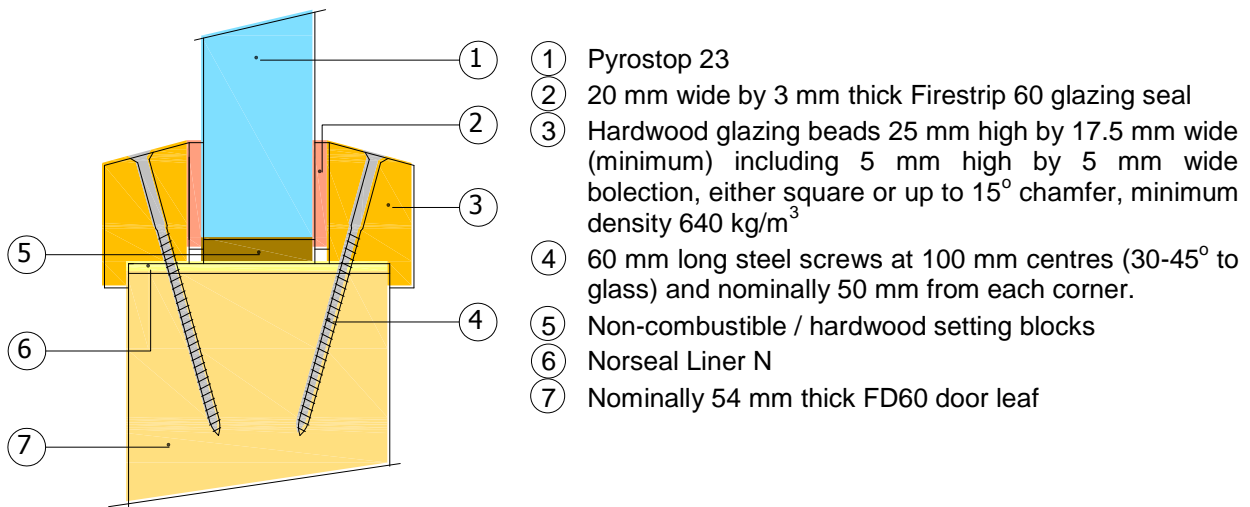 1
2
3
5
4
6
7
1 Pyrostop 23
2 20 mm wide by 3 mm thick Firestrip 60 glazing seal
3 Hardwood glazing beads 25 mm high by 17.5 mm wide
(minimum) including 5 mm high by 5 mm wide
bolection, either square or up to 15° chamfer, minimum
density 640 kg/m³
4 60 mm long steel screws at 100 mm centres (30-45° to
glass) and nominally 50 mm from each corner.
5 Non-combustible / hardwood setting blocks
6 Norseal Liner N
7 Nominally 54 mm thick FD60 door leaf